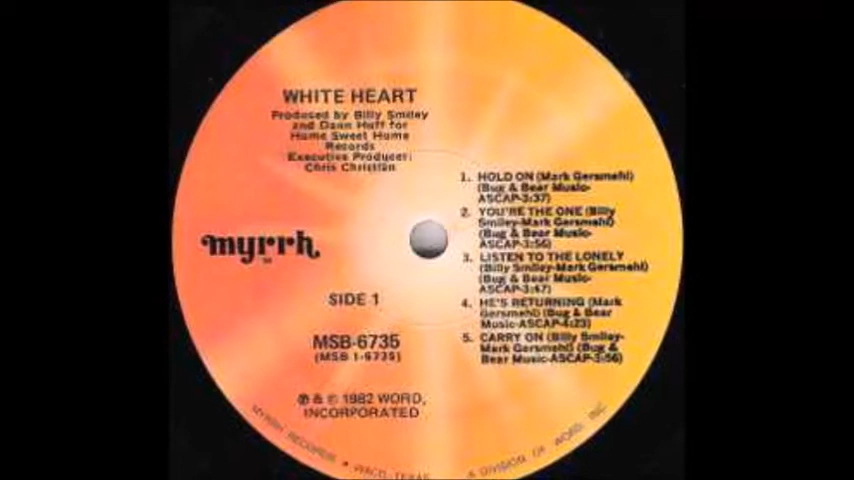 WHITE HEART
Produced by Billy Smiley
and Dann Huff for
Home Sweet Home
Records
Executive Producer:
Chris Christian
myrrh
SIDE 1
MSB-6735
(MSB 1-6735)
℗ & © 1982 WORD,
INCORPORATED
1. HOLD ON (Mark Gersmehl)
(Bug & Bear Music-
ASCAP-3:37)
2. YOU'RE THE ONE (Billy
Smiley-Mark Gersmehl)
(Bug & Bear Music-
ASCAP-3:56)
3. LISTEN TO THE LONELY
(Billy Smiley-Mark Gersmehl)
(Bug & Bear Music-
ASCAP-3:47)
4. HE'S RETURNING (Mark
Gersmehl) (Bug & Bear
Music-ASCAP-4:23)
5. CARRY ON (Billy Smiley-
Mark Gersmehl) (Bug &
Bear Music-ASCAP-3:56)
MYRRH RECORDS • WACO, TEXAS • A DIVISION OF WORD, INC.